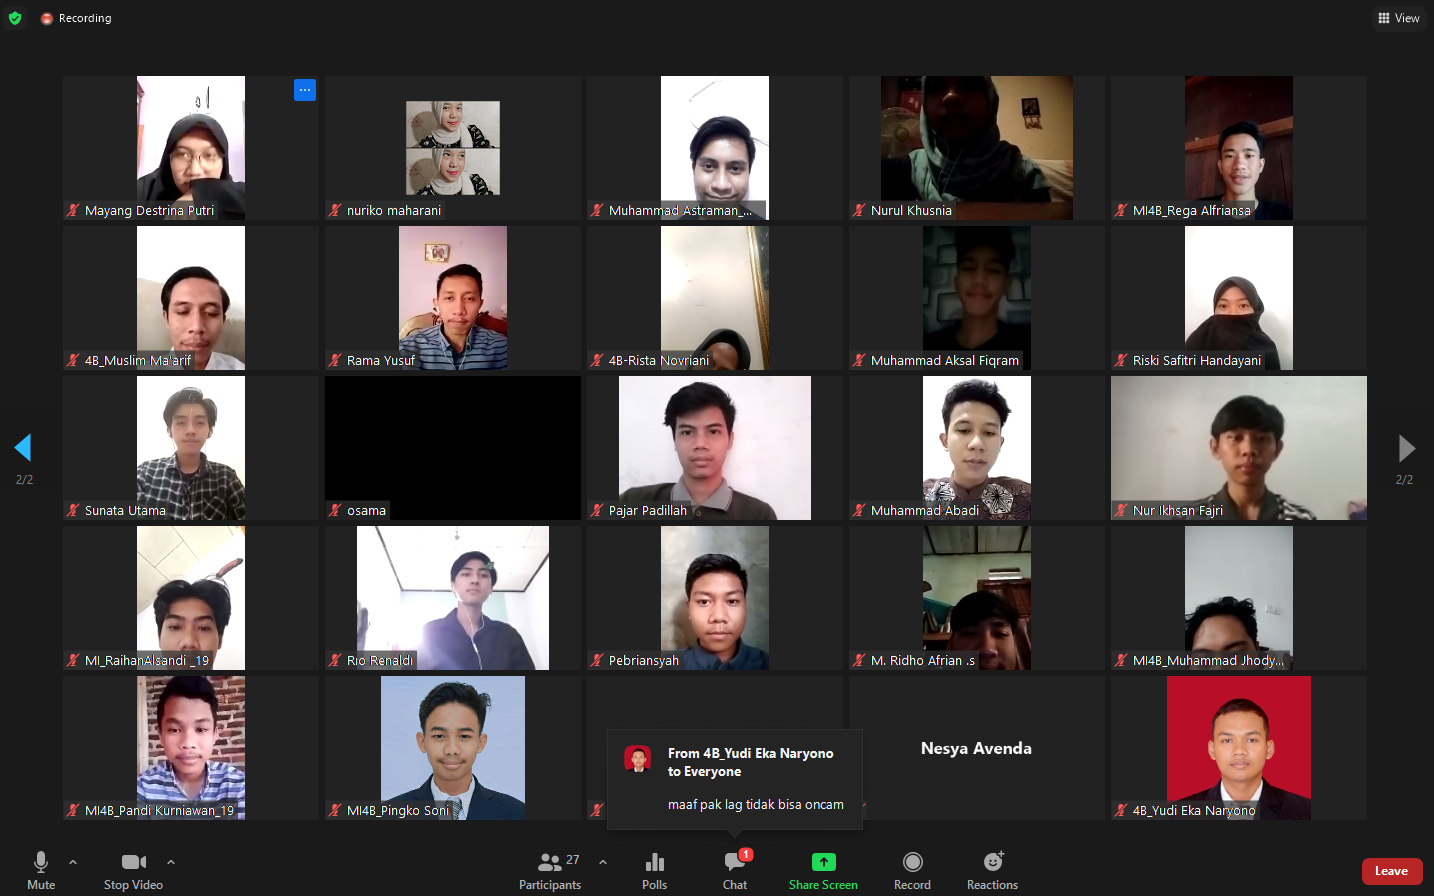 Recording
View
Mayang Destrina Putri
nuriko maharani
Muhammad Astraman_...
Nurul Khusnia
MI4B_Rega Alfriansa
4B_Muslim Ma'arif
Rama Yusuf
4B-Rista Novriani
Muhammad Aksal Fiqram
Riski Safitri Handayani
2/2
2/2
Sunata Utama
osama
Pajar Padillah
Muhammad Abadi
Nur Ikhsan Fajri
MI_RaihanAlsandi _19
Rio Renaldi
Pebriansyah
M. Ridho Afrian .s
MI4B_Muhammad Jhody...
MI4B_Pandi Kurniawan_19
MI4B_Pingko Soni
From 4B_Yudi Eka Naryono
to Everyone
maaf pak lag tidak bisa oncam
Nesya Avenda
4B_Yudi Eka Naryono
Mute
Stop Video
Participants
27
Polls
Chat
1
Share Screen
Record
Reactions
Leave